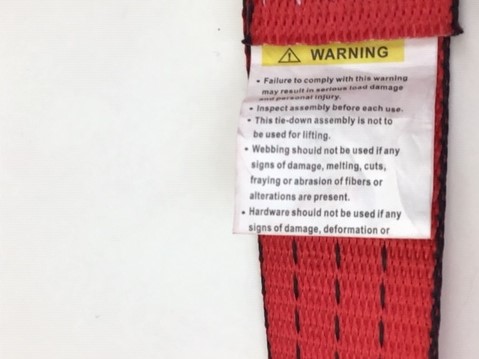 WARNING
• Failure to comply with this warning
may result in serious load damage
and personal injury.
• Inspect assembly before each use.
• This tie-down assembly is not to
be used for lifting.
• Webbing should not be used if any
signs of damage, melting, cuts,
fraying or abrasion of fibers or
alterations are present.
• Hardware should not be used if any
signs of damage, deformation or